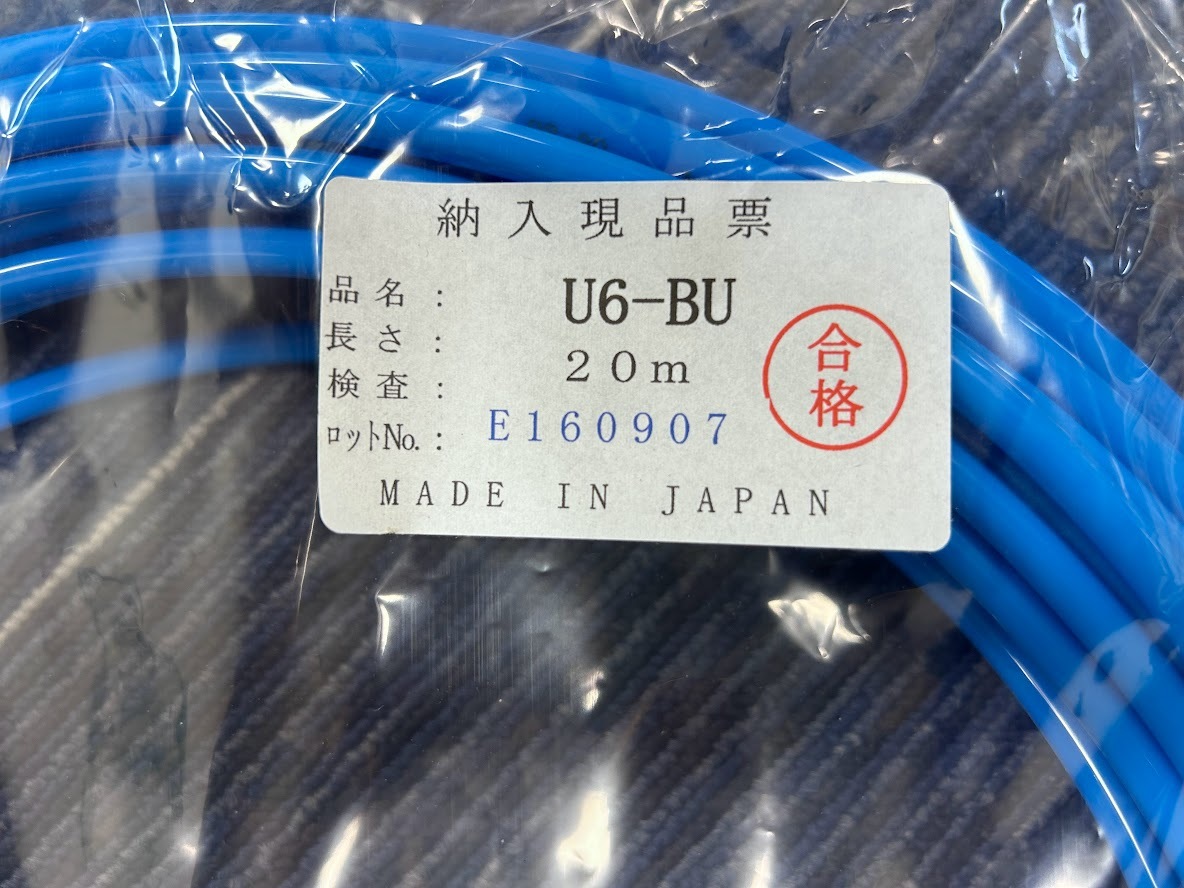 納入現品票
品名： U6-BU
長さ： 20m
検査：
ﾛｯﾄNo.： E160907
合格
MADE IN JAPAN